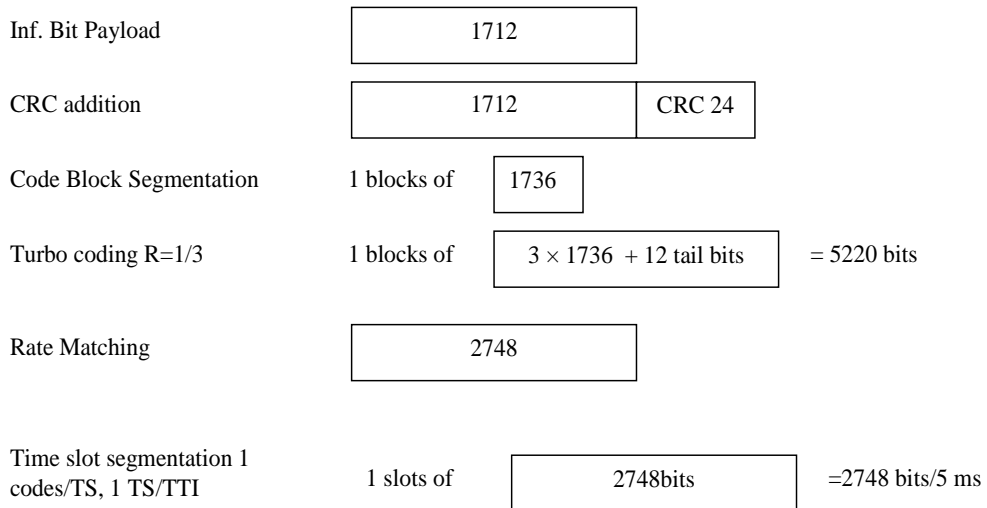 Inf. Bit Payload 1712
CRC addition 1712 CRC 24
Code Block Segmentation 1 blocks of 1736
Turbo coding R=1/3 1 blocks of 3 × 1736 + 12 tail bits = 5220 bits
Rate Matching 2748
Time slot segmentation 1
codes/TS, 1 TS/TTI 1 slots of 2748bits =2748 bits/5 ms